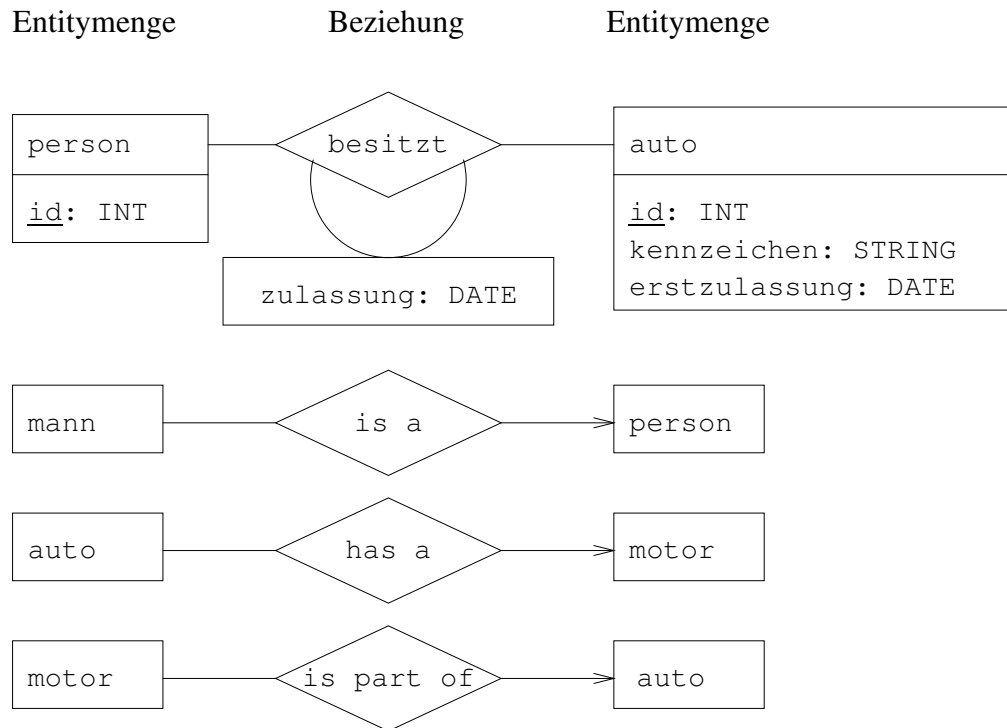 Entitymenge Beziehung Entitymenge
person besitzt auto
id: INT id: INT
kennzeichen: STRING
zulassung: DATE erstzulassung: DATE
mann is a person
auto has a motor
motor is part of auto